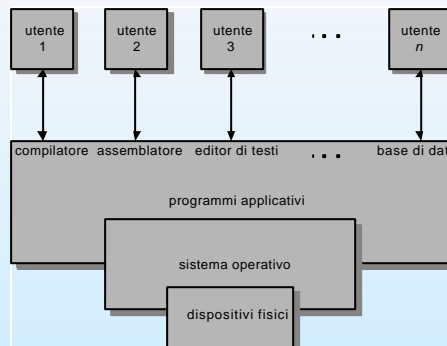 utente utente utente ... utente
1 2 3 n
compilatore assemblatore editor di testi ... base di dat
programmi applicativi
sistema operativo
dispositivi fisici